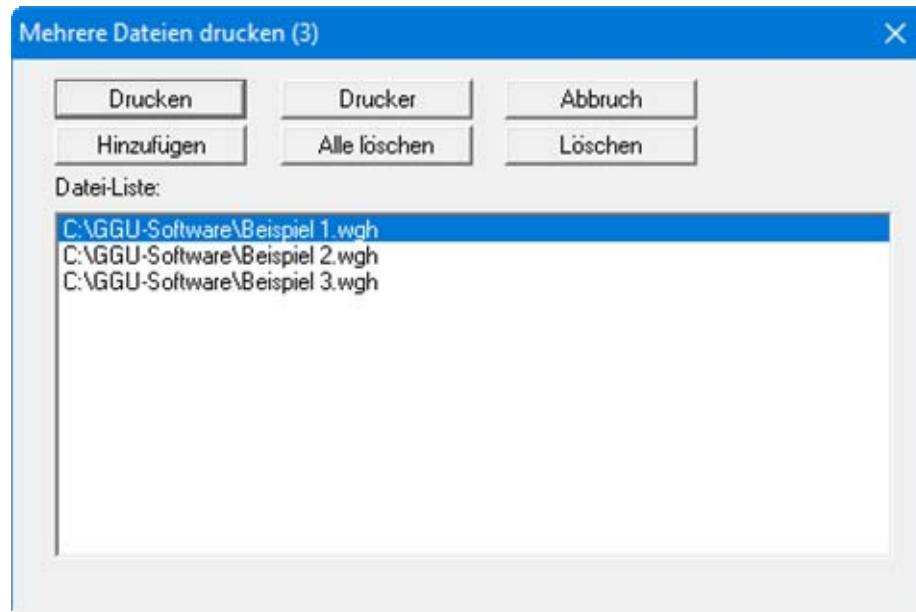 Mehrere Dateien drucken (3)
Drucken Drucker Abbruch
Hinzufügen Alle löschen Löschen
Datei-Liste:
C:\GGU-Software\Beispiel 1.wgh
C:\GGU-Software\Beispiel 2.wgh
C:\GGU-Software\Beispiel 3.wgh